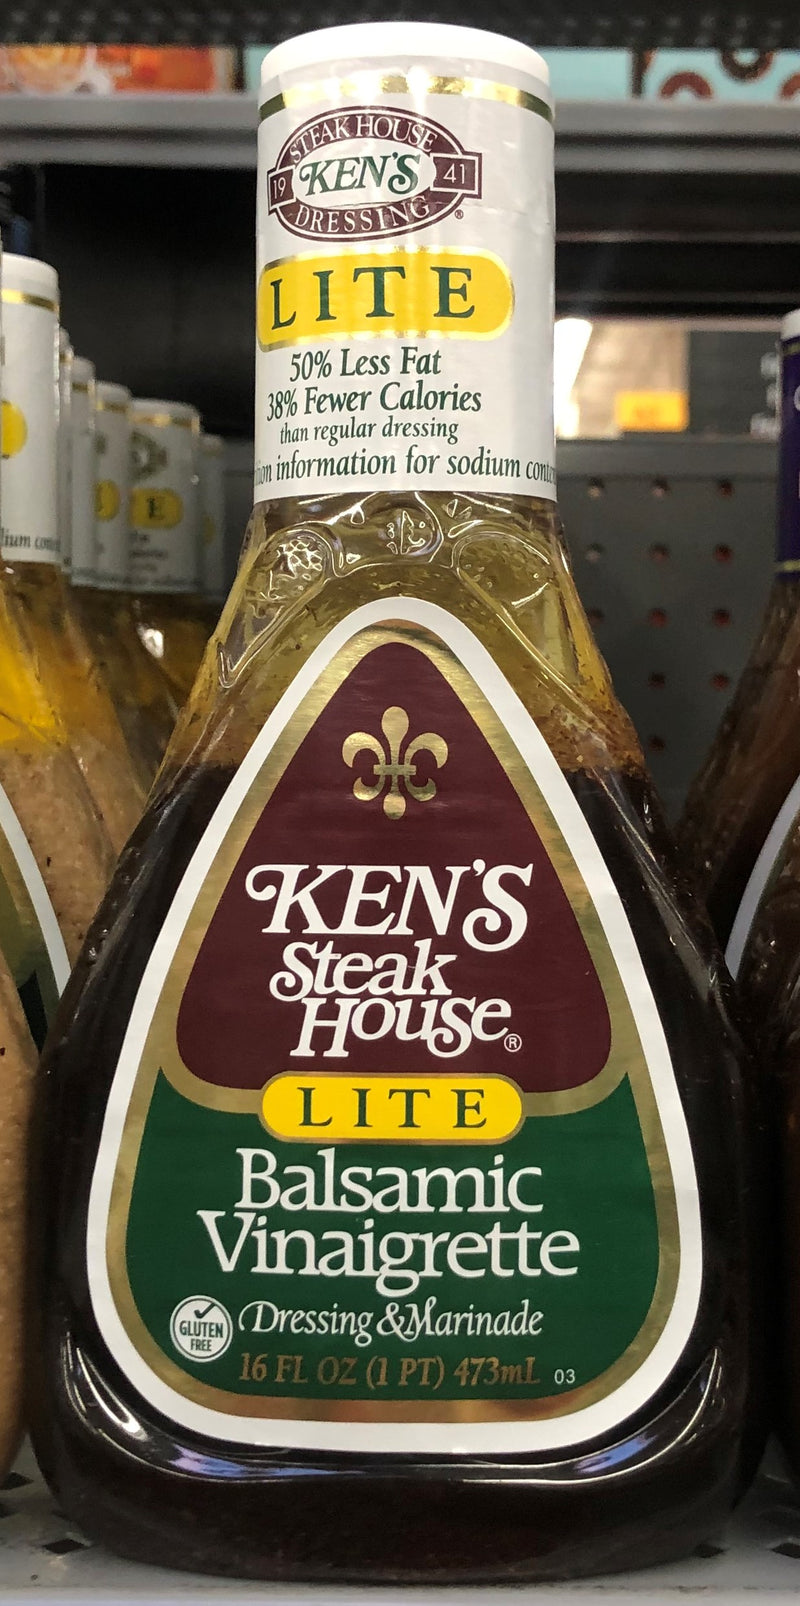 STEAK HOUSE
19 KEN'S 41
DRESSING®
LITE
50% Less Fat
38% Fewer Calories
than regular dressing
information for sodium
KEN'S
Steak
House®
LITE
Balsamic
Vinaigrette
GLUTEN
FREE
Dressing & Marinade
16 FL OZ (1 PT) 473mL 03